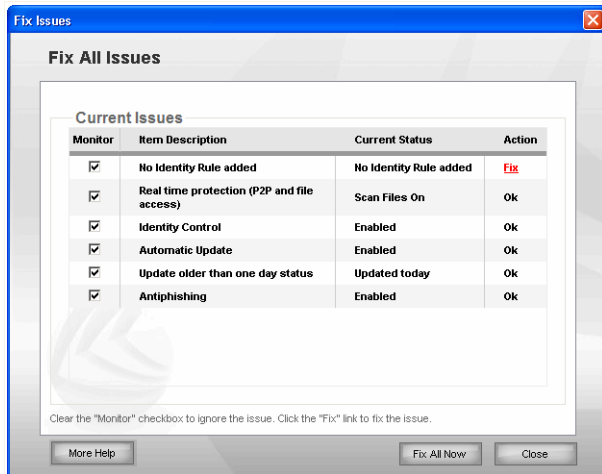 Fix Issues
Fix All Issues
Current Issues
Monitor Item Description Current Status Action
No Identity Rule added No Identity Rule added Fix
Real time protection (P2P and file access) Scan Files On Ok
Identity Control Enabled Ok
Automatic Update Enabled Ok
Update older than one day status Updated today Ok
Antiphishing Enabled Ok
Clear the "Monitor" checkbox to ignore the issue. Click the "Fix" link to fix the issue.
More Help Fix All Now Close